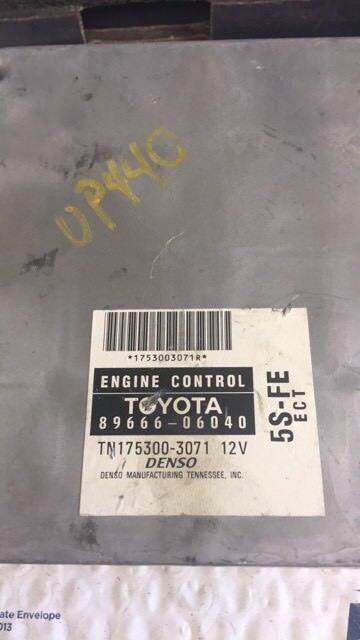 UP440
*1753003071R*
ENGINE CONTROL
TOYOTA
89666-06040
TN175300-3071 12V
DENSO
DENSO MANUFACTURING TENNESSEE, INC.
5S-FE
ECT
ate Envelope
013